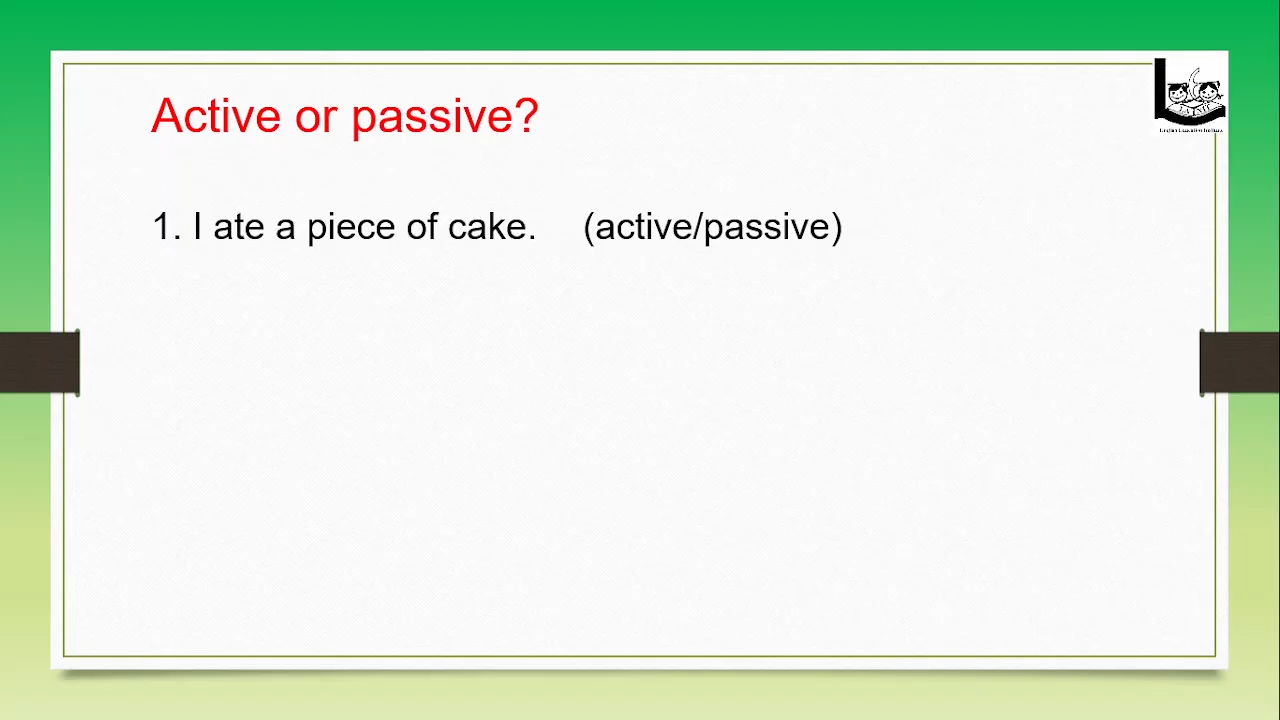 Active or passive?
1. I ate a piece of cake. (active/passive)